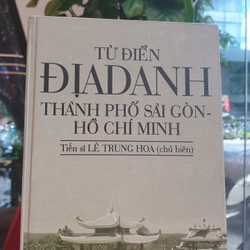 TỪ ĐIỂN
ĐỊA DANH
THÀNH PHỐ SÀI GÒN-
HỒ CHÍ MINH
Tiến sĩ LÊ TRUNG HOA (chủ biên)